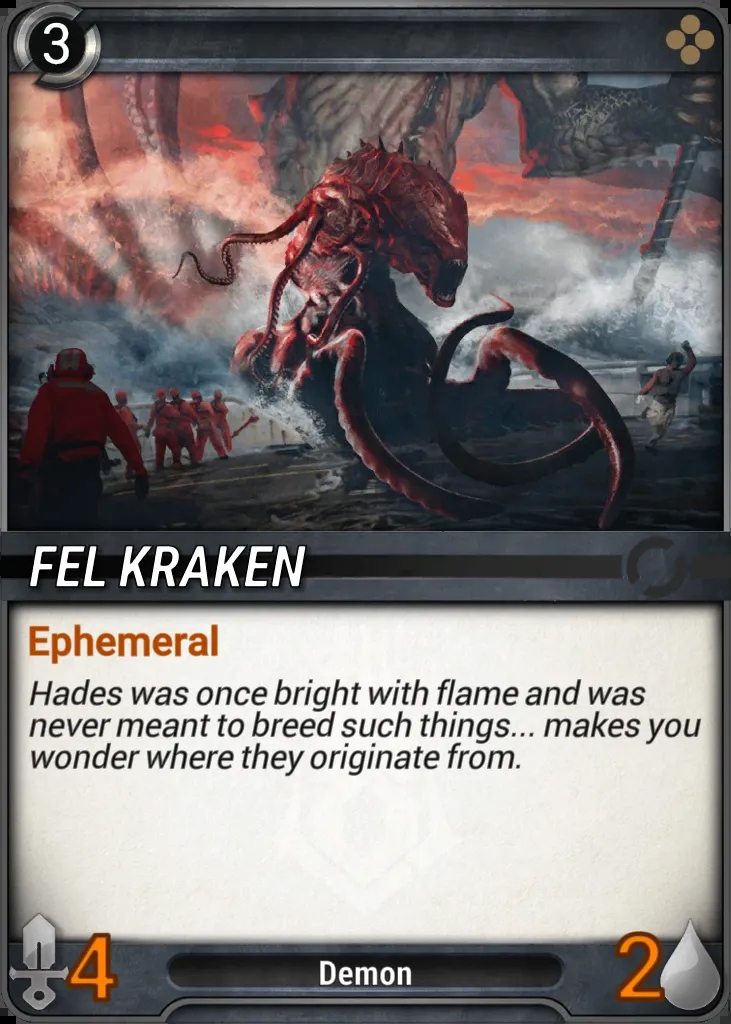 3
FEL KRAKEN
Ephemeral
Hades was once bright with flame and was
never meant to breed such things... makes you
wonder where they originate from.
4
Demon
2